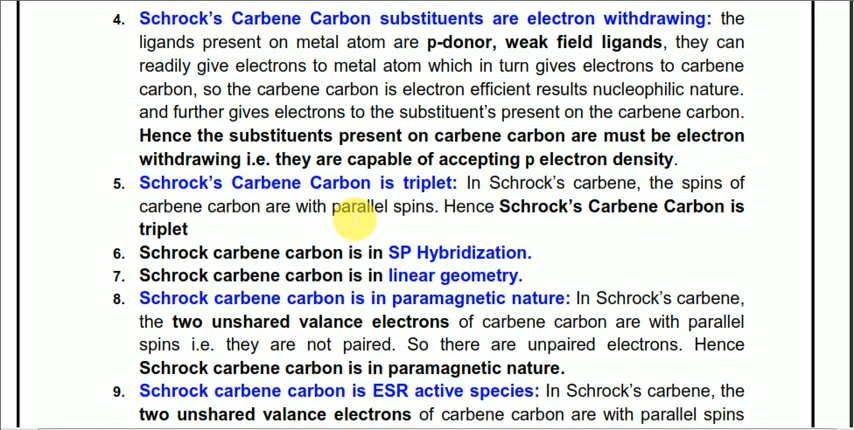 4. Schrock's Carbene Carbon substituents are electron withdrawing: the
ligands present on metal atom are p-donor, weak field ligands, they can
readily give electrons to metal atom which in turn gives electrons to carbene
carbon, so the carbene carbon is electron efficient results nucleophilic nature.
and further gives electrons to the substituent's present on the carbene carbon.
Hence the substituents present on carbene carbon are must be electron
withdrawing i.e. they are capable of accepting p electron density.
5. Schrock's Carbene Carbon is triplet: In Schrock's carbene, the spins of
carbene carbon are with parallel spins. Hence Schrock's Carbene Carbon is
triplet
6. Schrock carbene carbon is in SP Hybridization.
7. Schrock carbene carbon is in linear geometry.
8. Schrock carbene carbon is in paramagnetic nature: In Schrock's carbene,
the two unshared valance electrons of carbene carbon are with parallel
spins i.e. they are not paired. So there are unpaired electrons. Hence
Schrock carbene carbon is in paramagnetic nature.
9. Schrock carbene carbon is ESR active species: In Schrock's carbene, the
two unshared valance electrons of carbene carbon are with parallel spins